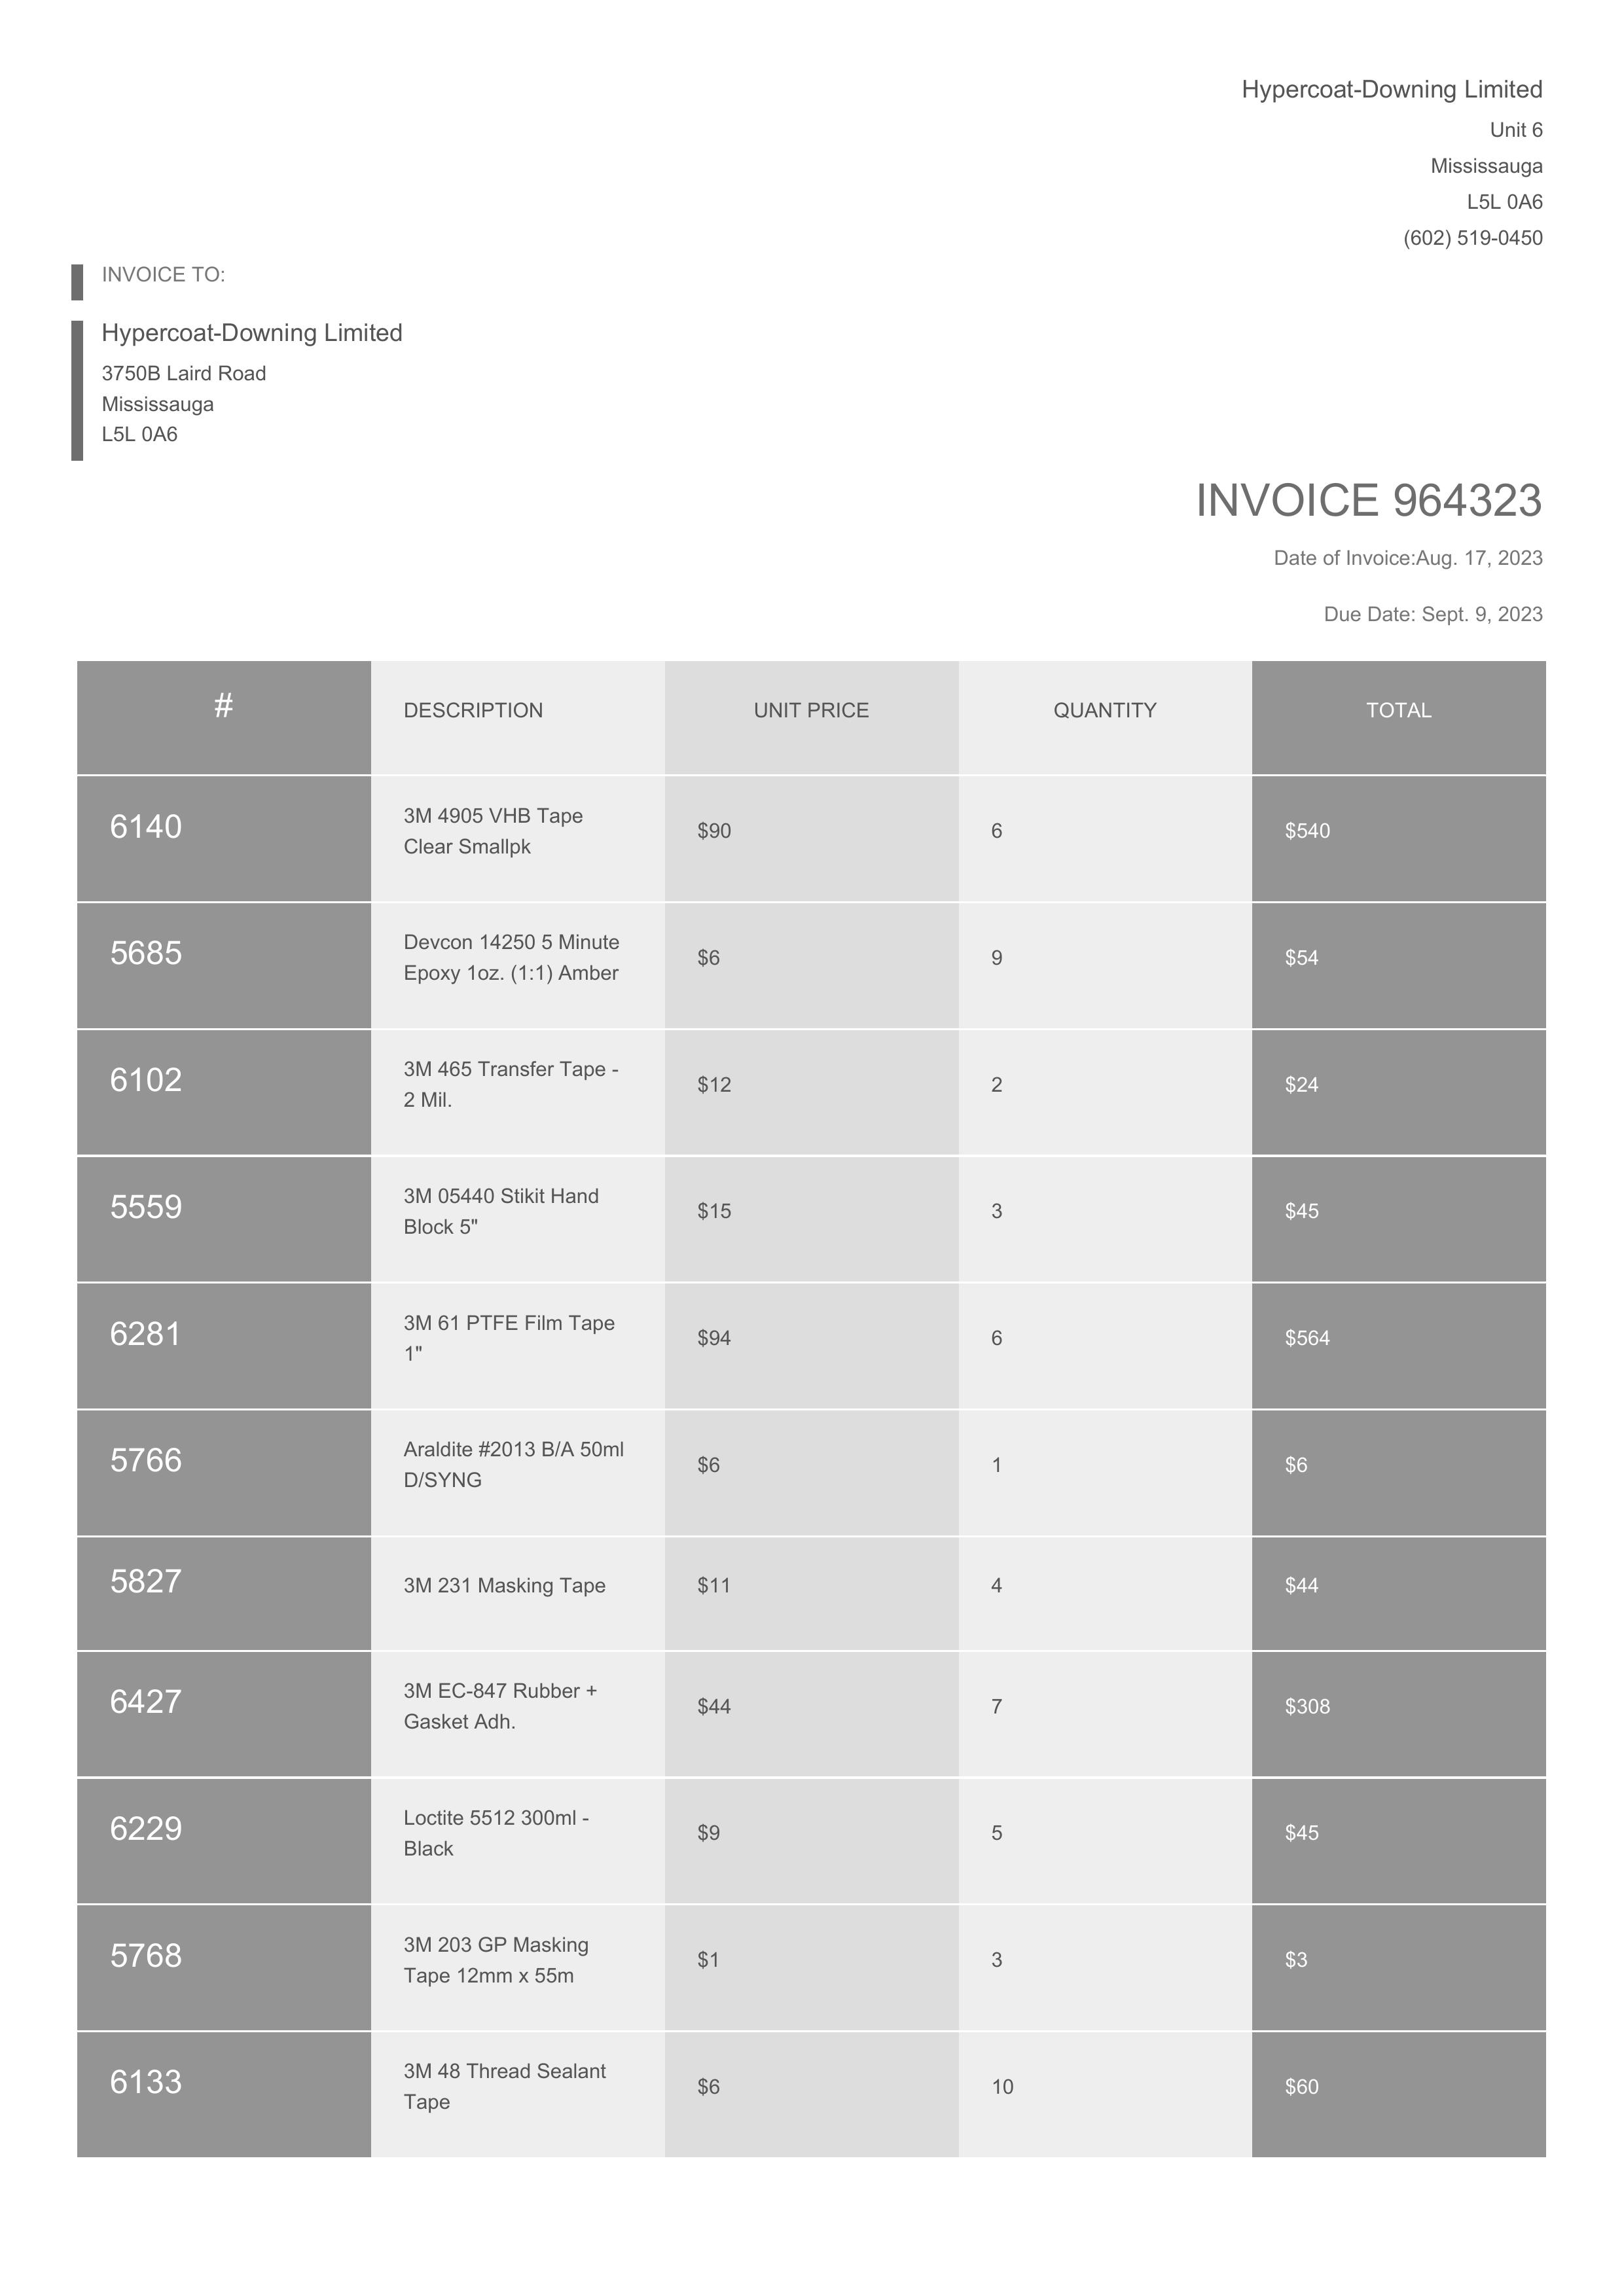 Hypercoat-Downing Limited
Unit 6
Mississauga
L5L 0A6
(602) 519-0450
INVOICE TO:
Hypercoat-Downing Limited
3750B Laird Road
Mississauga
L5L 0A6
INVOICE 964323
Date of Invoice:Aug. 17, 2023
Due Date: Sept. 9, 2023
# DESCRIPTION UNIT PRICE QUANTITY TOTAL
6140 3M 4905 VHB Tape $90 6 $540
Clear Smallpk
5685 Devcon 14250 5 Minute $6 9 $54
Epoxy 1oz. (1:1) Amber
6102 3M 465 Transfer Tape - $12 2 $24
2 Mil.
5559 3M 05440 Stikit Hand $15 3 $45
Block 5"
6281 3M 61 PTFE Film Tape $94 6 $564
1"
5766 Araldite #2013 B/A 50ml $6 1 $6
D/SYNG
5827 3M 231 Masking Tape $11 4 $44
6427 3M EC-847 Rubber + $44 7 $308
Gasket Adh.
6229 Loctite 5512 300ml - $9 5 $45
Black
5768 3M 203 GP Masking $1 3 $3
Tape 12mm x 55m
6133 3M 48 Thread Sealant $6 10 $60
Tape